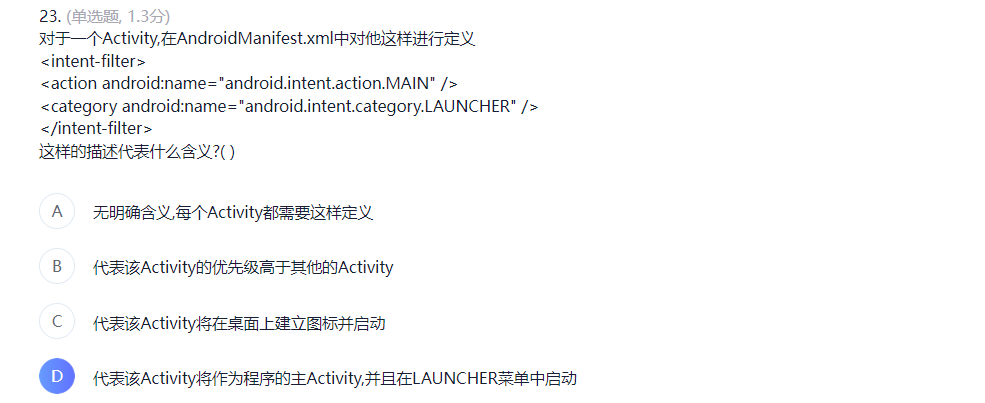 23. (单选题, 1.3分)
对于一个Activity,在AndroidManifest.xml中对他这样进行定义
<intent-filter>
<action android:name="android.intent.action.MAIN" />
<category android:name="android.intent.category.LAUNCHER" />
</intent-filter>
这样的描述代表什么含义?( )
A 无明确含义,每个Activity都需要这样定义
B 代表该Activity的优先级高于其他的Activity
C 代表该Activity将在桌面上建立图标并启动
D 代表该Activity将作为程序的主Activity,并且在LAUNCHER菜单中启动